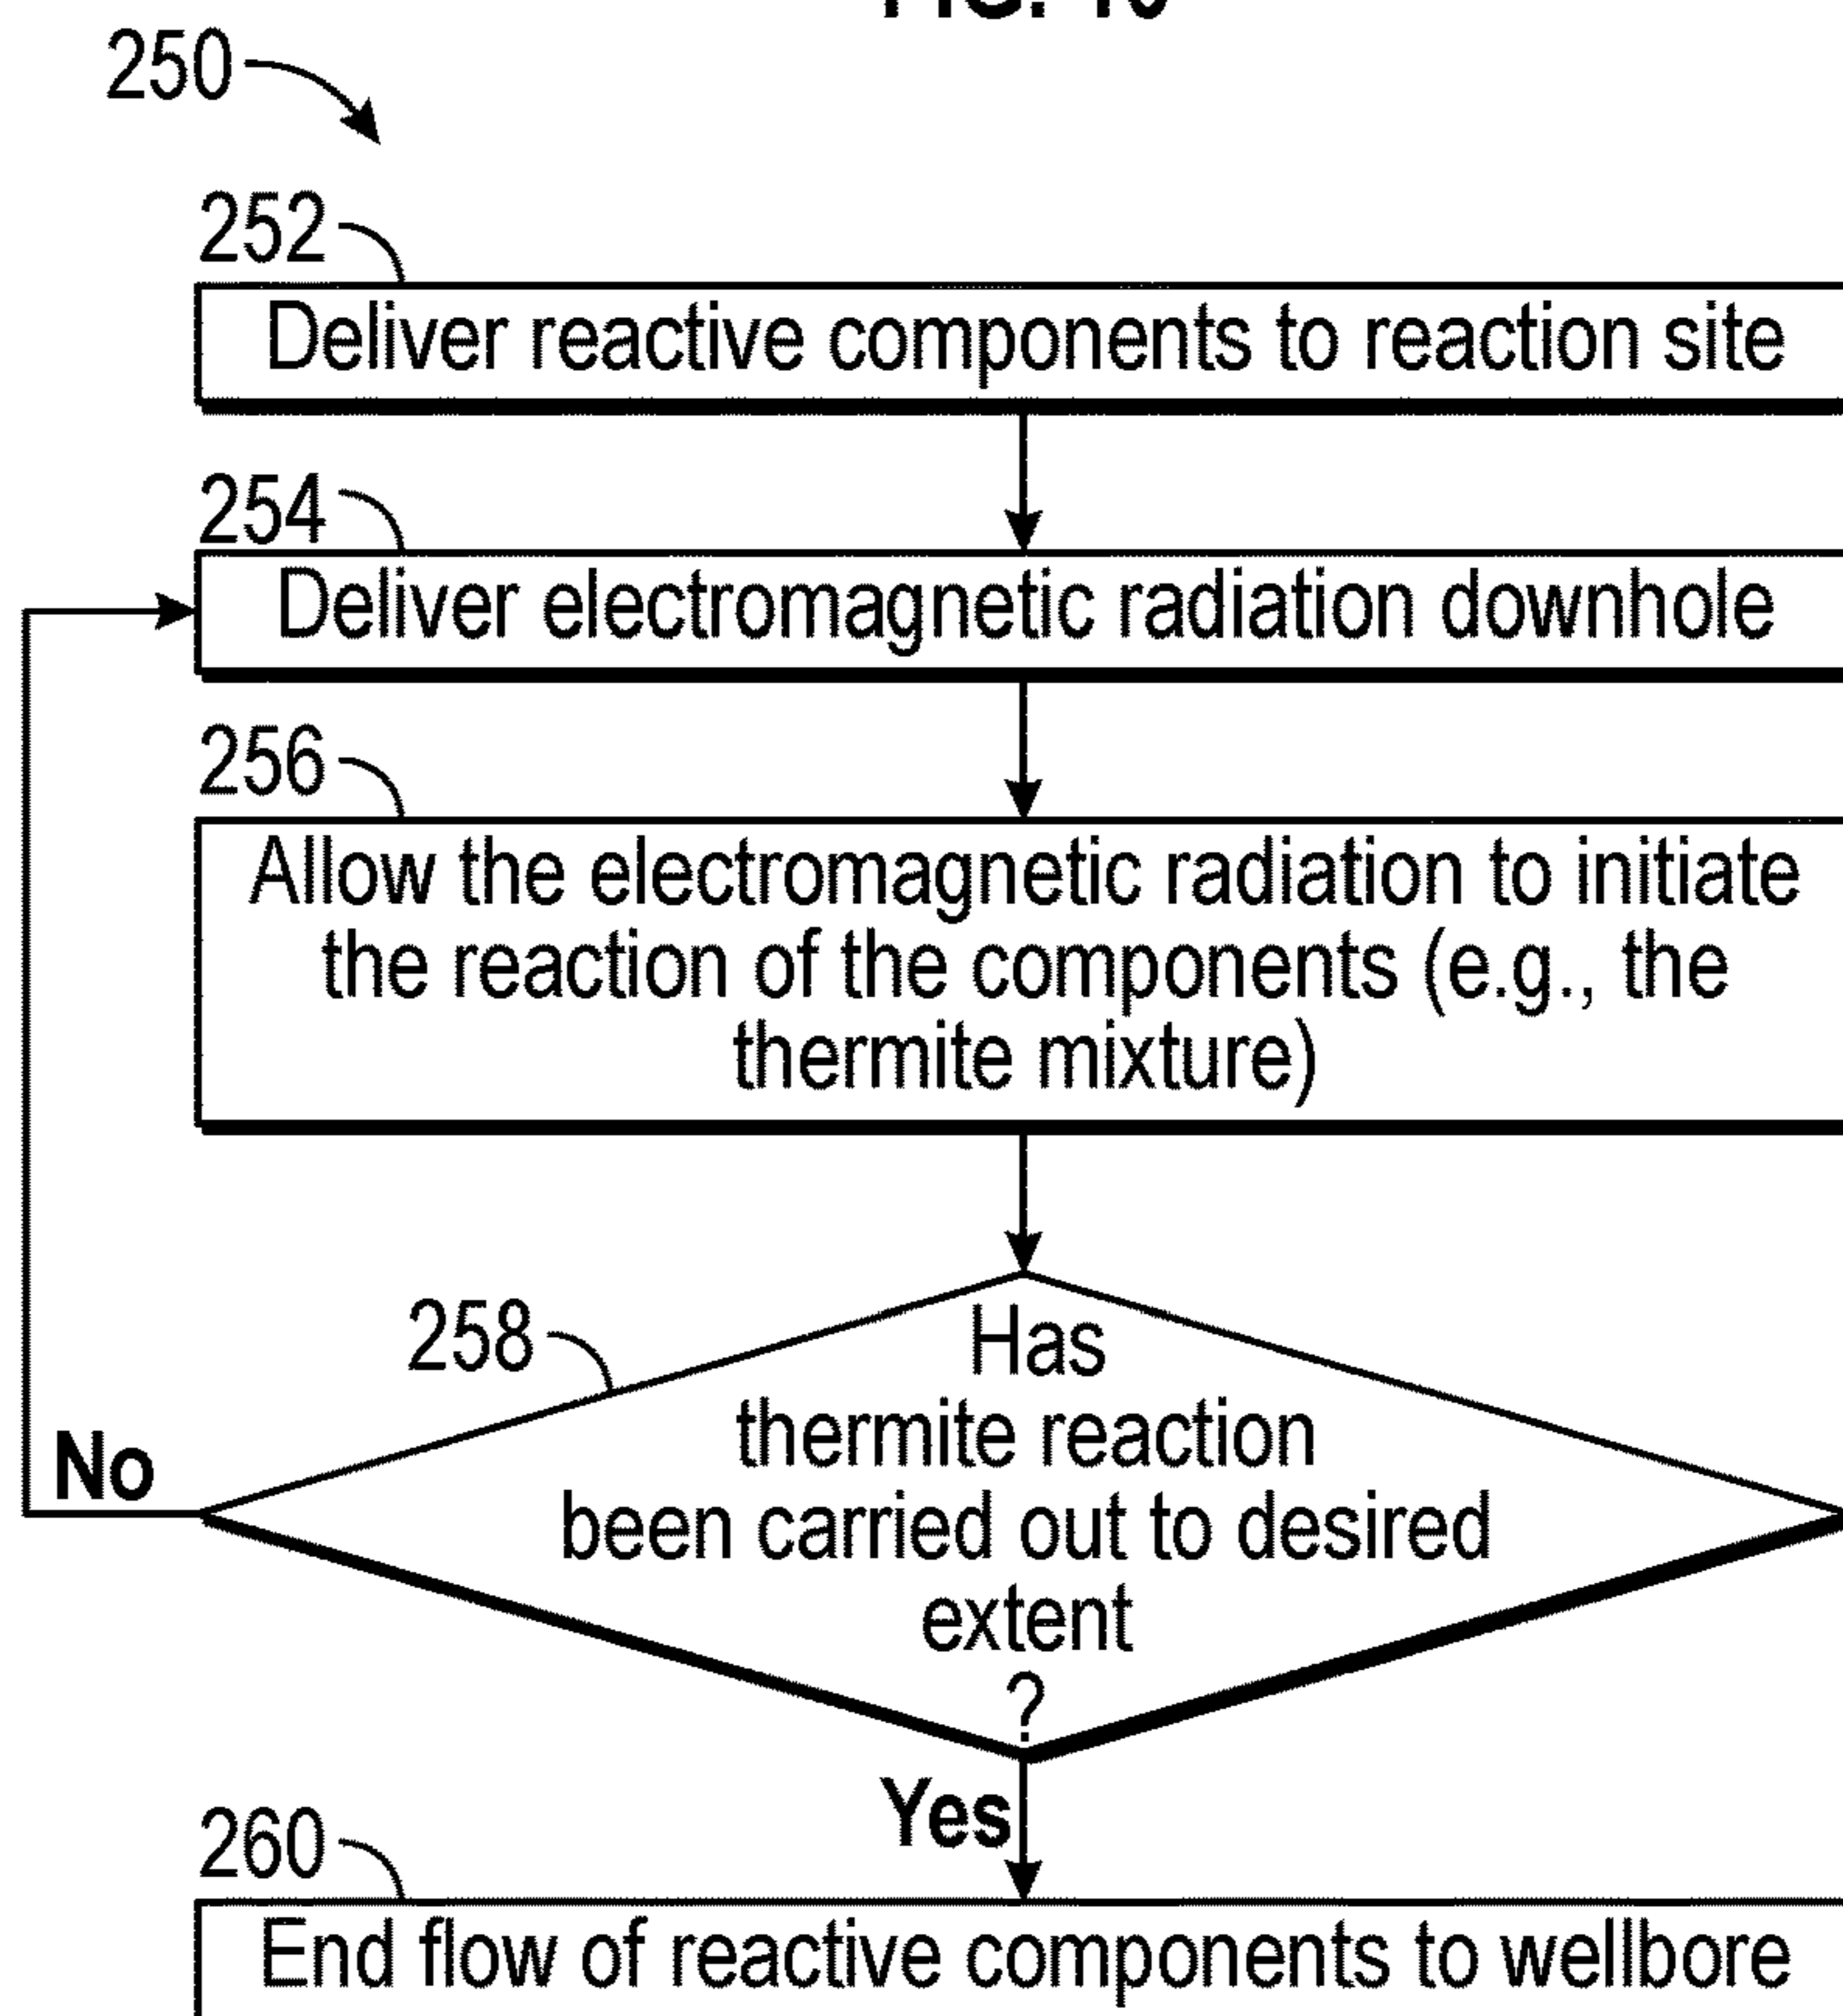 250
252
Deliver reactive components to reaction site
254
Deliver electromagnetic radiation downhole
256
Allow the electromagnetic radiation to initiate
the reaction of the components (e.g., the
thermite mixture)
258
Has
thermite reaction
been carried out to desired
extent
?
No
Yes
260
End flow of reactive components to wellbore